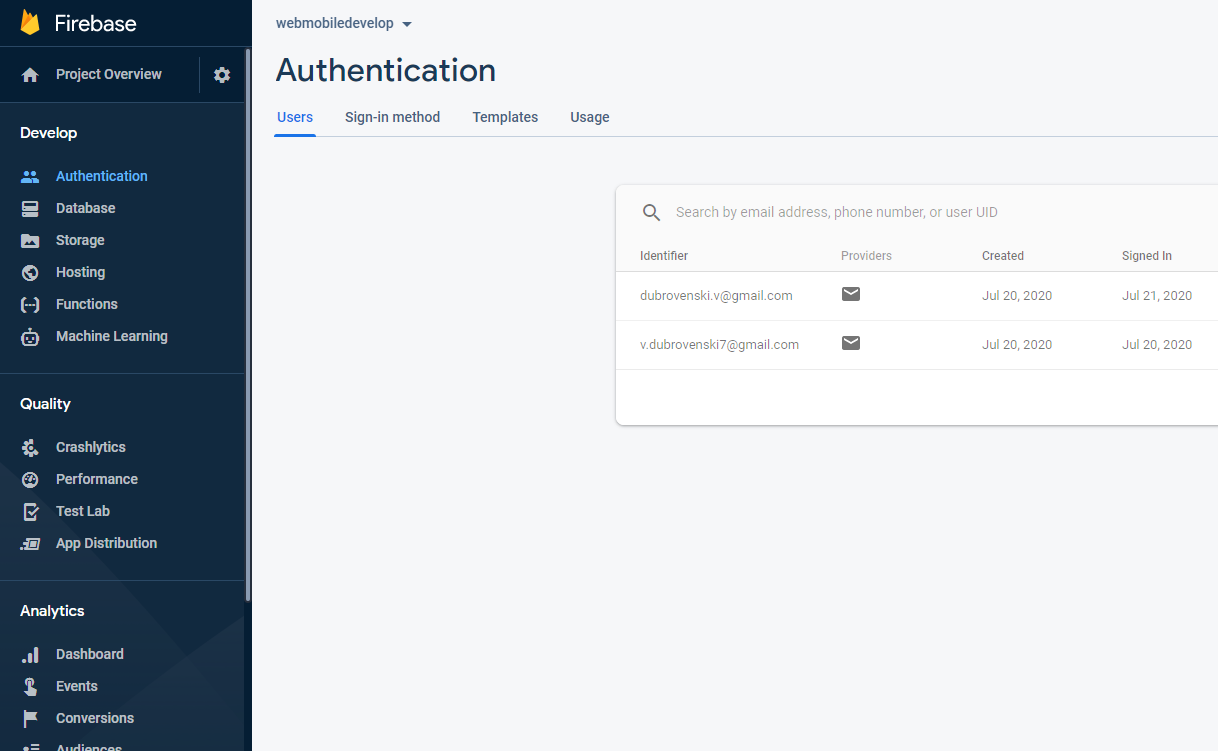 Firebase
Project Overview
Develop
Authentication
Database
Storage
Hosting
Functions
Machine Learning
Quality
Crashlytics
Performance
Test Lab
App Distribution
Analytics
Dashboard
Events
Conversions
Audiences
webmobiledevelop
Authentication
Users Sign-in method Templates Usage
Search by email address, phone number, or user UID
Identifier Providers Created Signed In
dubrovenski.v@gmail.com Jul 20, 2020 Jul 21, 2020
v.dubrovenski7@gmail.com Jul 20, 2020 Jul 20, 2020